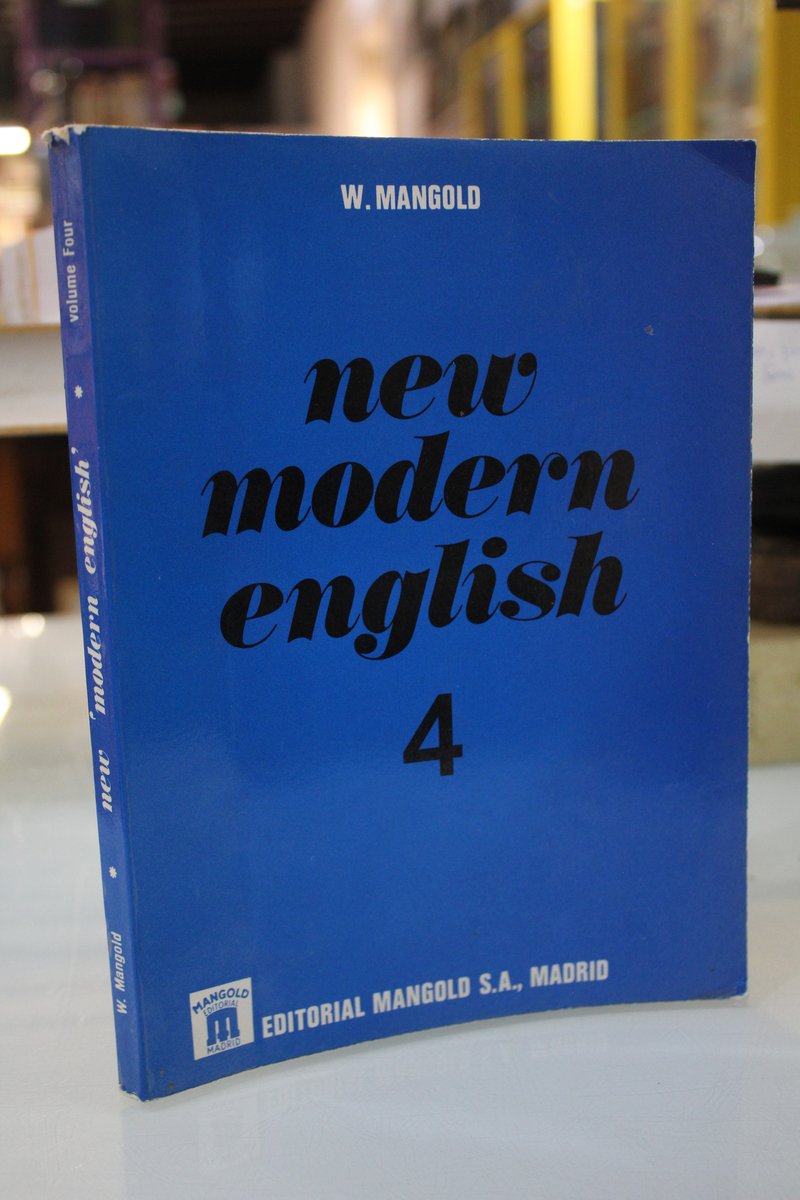 W. MANGOLD
new
modern
english
4
MANGOLD
EDITORIAL
m
MADRID
EDITORIAL MANGOLD S.A., MADRID
W. Mangold * new 'modern english' * volume Four